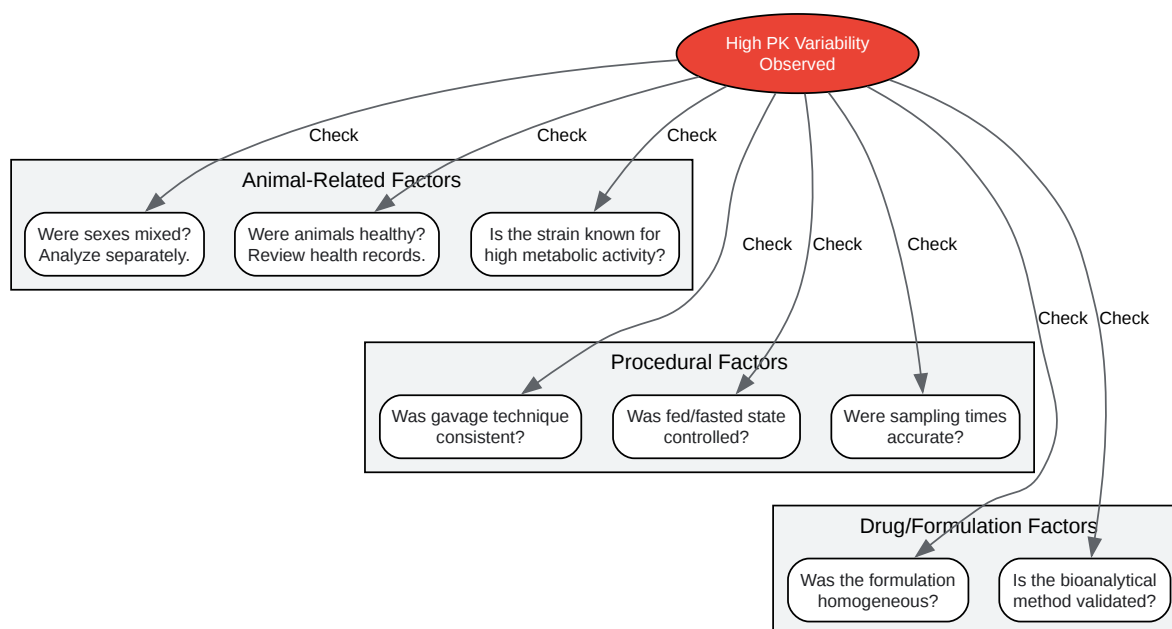 High PK Variability
Observed
Check
Check
Check
Animal-Related Factors
Were sexes mixed?
Analyze separately.
Were animals healthy?
Review health records.
Is the strain known for
high metabolic activity?
Check
Check
Check
Check
Check
Procedural Factors
Was gavage technique
consistent?
Was fed/fasted state
controlled?
Were sampling times
accurate?
Drug/Formulation Factors
Was the formulation
homogeneous?
Is the bioanalytical
method validated?